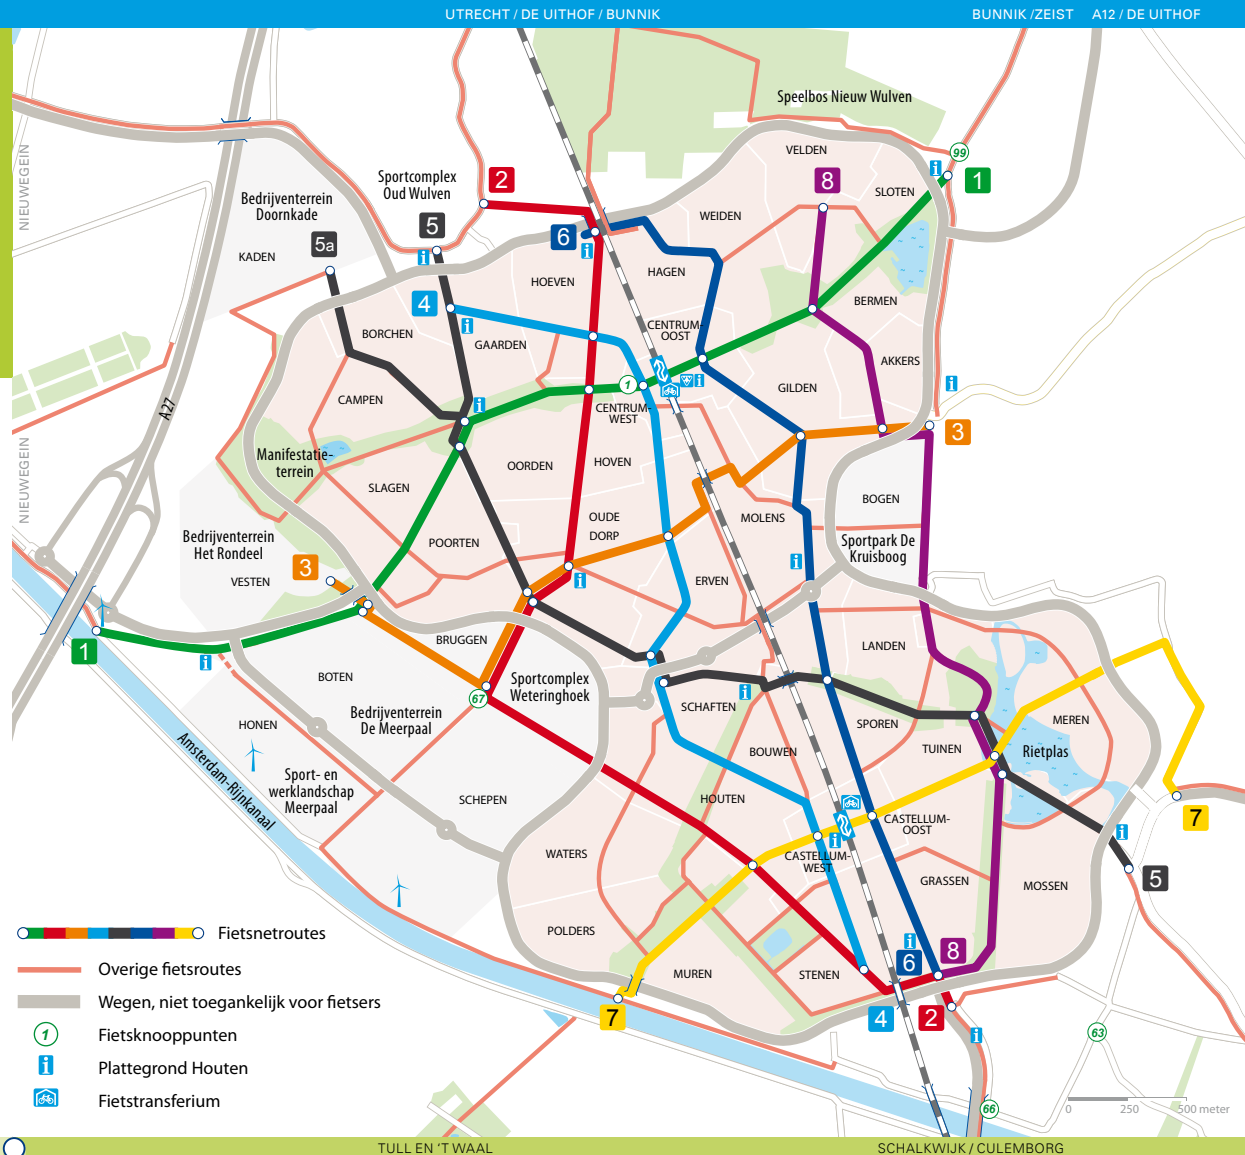 UTRECHT / DE UITHOF / BUNNIK
BUNNIK /ZEIST
A12 / DE UITHOF
NIEUWEGEIN
NIEUWEGEIN
Speelbos Nieuw Wulven
VELDEN
99
1
8
SLOTEN
Sportcomplex
Oud Wulven
2
Bedrijventerrein
Doornkade
WEIDEN
5
5a
6
KADEN
HAGEN
HOEVEN
4
BERMEN
BORCHEN
CENTRUM-
OOST
GAARDEN
AKKERS
1
GILDEN
CAMPEN
A27
CENTRUM-
WEST
3
Manifestatie-
terrein
OORDEN
HOVEN
SLAGEN
BOGEN
OUDE
DORP
MOLENS
Bedrijventerrein
Het Rondeel
POORTEN
Sportpark De
Kruisboog
3
VESTEN
ERVEN
1
BRUGGEN
LANDEN
BOTEN
Sportcomplex
Weteringhoek
67
Bedrijventerrein
De Meerpaal
SCHAFTEN
HONEN
SPOREN
MEREN
Amsterdam-Rijnkanaal
BOUWEN
TUINEN
Rietplas
Sport- en
werklandschap
Meerpaal
SCHEPEN
HOUTEN
7
CASTELLUM-
OOST
WATERS
CASTELLUM-
WEST
GRASSEN
MOSSEN
5
POLDERS
Fietsnetroutes
MUREN
STENEN
6
8
Overige fietsroutes
Wegen, niet toegankelijk voor fietsers
7
4
2
1
Fietsknooppunten
63
i
Plattegrond Houten
Fietstransferium
66
0
250
500 meter
TULL EN ‘T WAAL
SCHALKWIJK / CULEMBORG